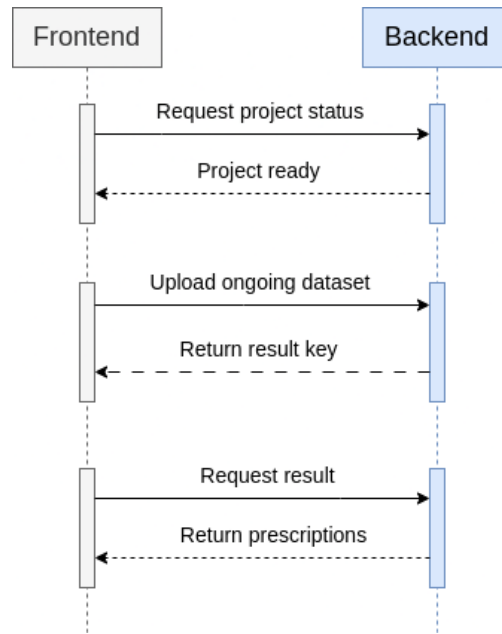 Frontend
Backend
Request project status
Project ready
Upload ongoing dataset
Return result key
Request result
Return prescriptions